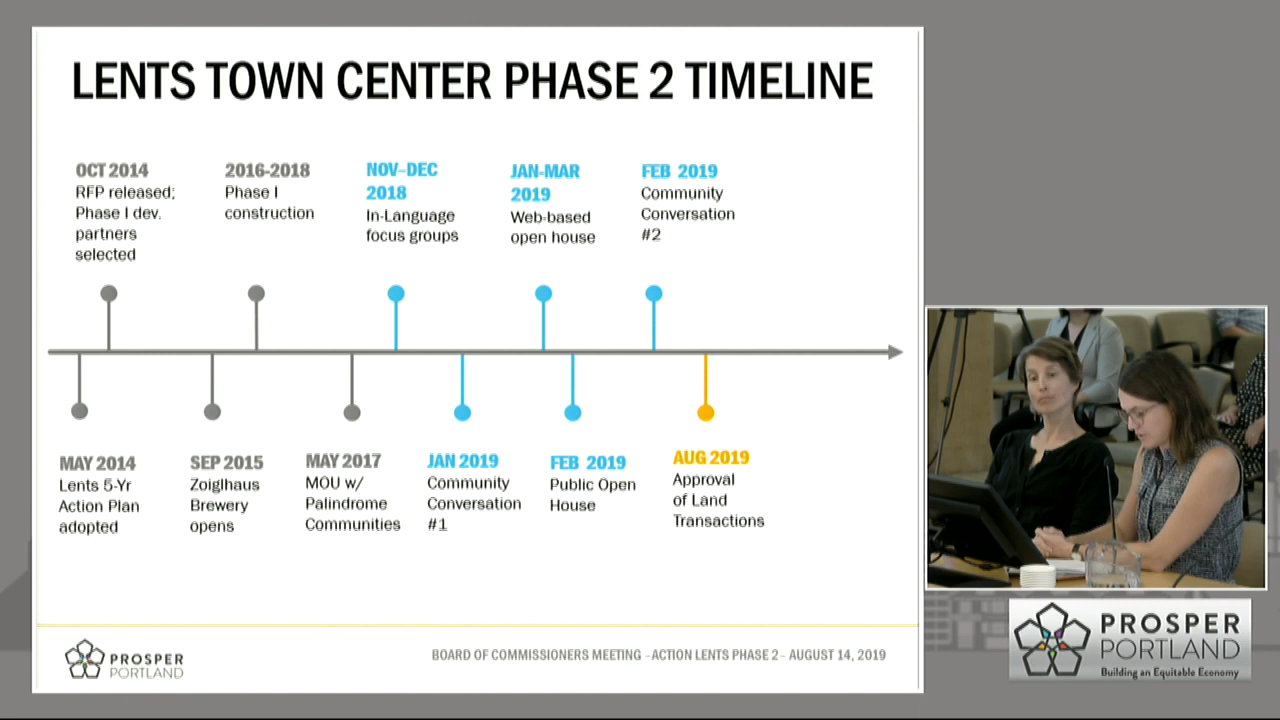 LENTS TOWN CENTER PHASE 2 TIMELINE
OCT 2014
RFP released;
Phase I dev.
partners
selected
2016-2018
Phase I
construction
NOV-DEC
2018
In-Language
focus groups
JAN-MAR
2019
Web-based
open house
FEB 2019
Community
Conversation
#2
MAY 2014
Lents 5-Yr
Action Plan
adopted
SEP 2015
Zoiglhaus
Brewery
opens
MAY 2017
MOU w/
Palindrome
Communities
JAN 2019
Community
Conversation
#1
FEB 2019
Public Open
House
AUG 2019
Approval
of Land
Transactions
PROSPER
PORTLAND
BOARD OF COMMISSIONERS MEETING - ACTION LENTS PHASE 2 - AUGUST 14, 2019
PROSPER
PORTLAND
Building an Equitable Economy